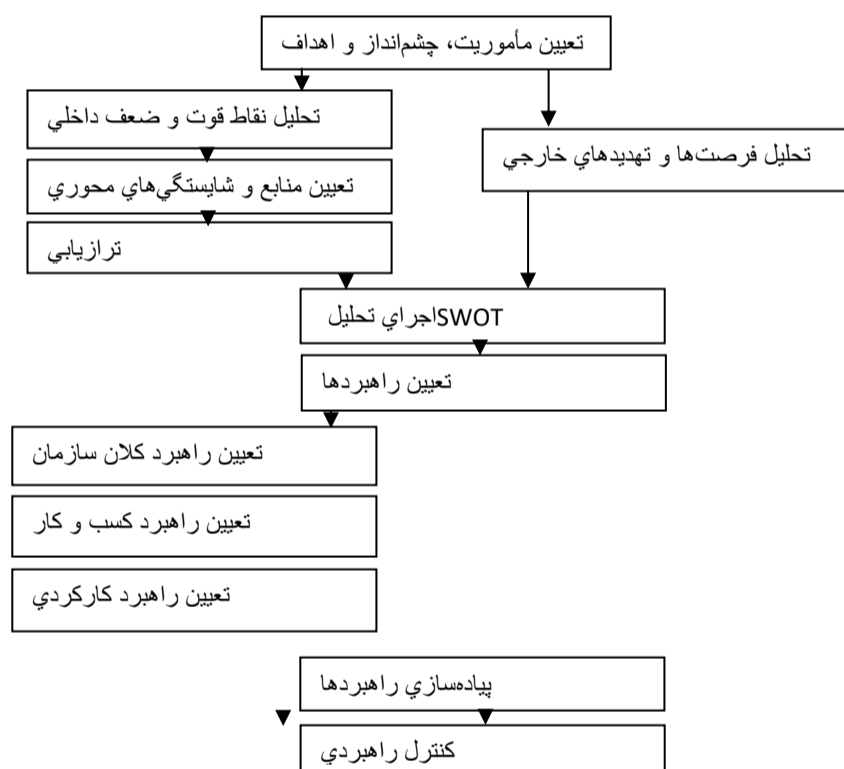 تعيين مأموريت، چشم‌انداز و اهداف
تحليل نقاط قوت و ضعف داخلي
تحليل فرصت‌ها و تهديدهاي خارجي
تعيين منابع و شايستگي‌هاي محوري
ترازيابي
SWOTاجراي تحليل
تعيين راهبردها
تعيين راهبرد كلان سازمان
تعيين راهبرد كسب و كار
تعيين راهبرد كاركردي
پياده‌سازي راهبردها
كنترل راهبردي